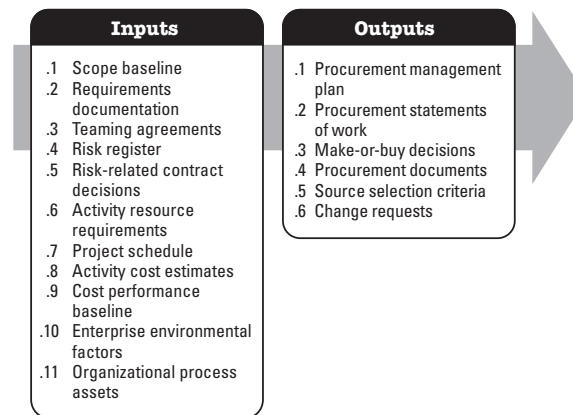 Inputs
.1 Scope baseline
.2 Requirements
documentation
.3 Teaming agreements
.4 Risk register
.5 Risk-related contract
decisions
.6 Activity resource
requirements
.7 Project schedule
.8 Activity cost estimates
.9 Cost performance
baseline
.10 Enterprise environmental
factors
.11 Organizational process
assets
Outputs
.1 Procurement management
plan
.2 Procurement statements
of work
.3 Make-or-buy decisions
.4 Procurement documents
.5 Source selection criteria
.6 Change requests